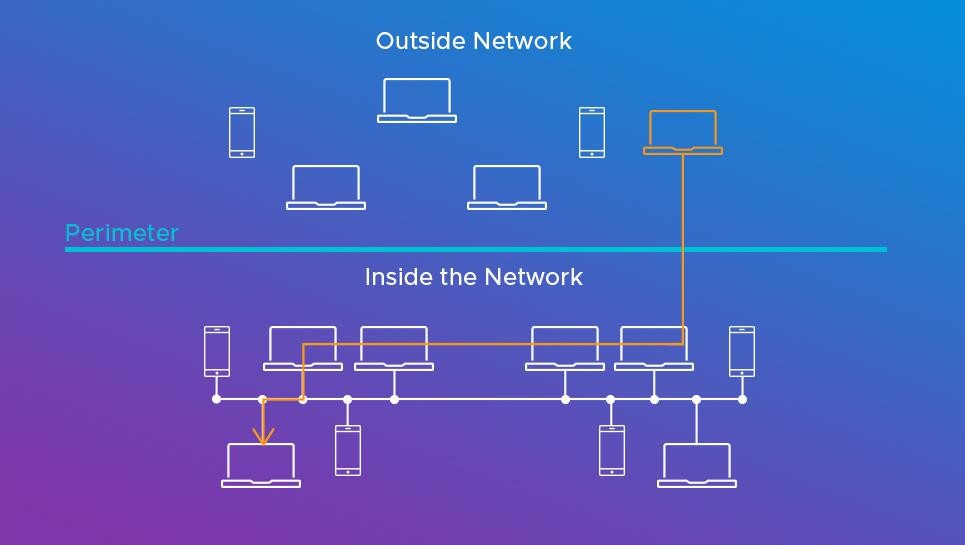 Outside Network
Perimeter
Inside the Network